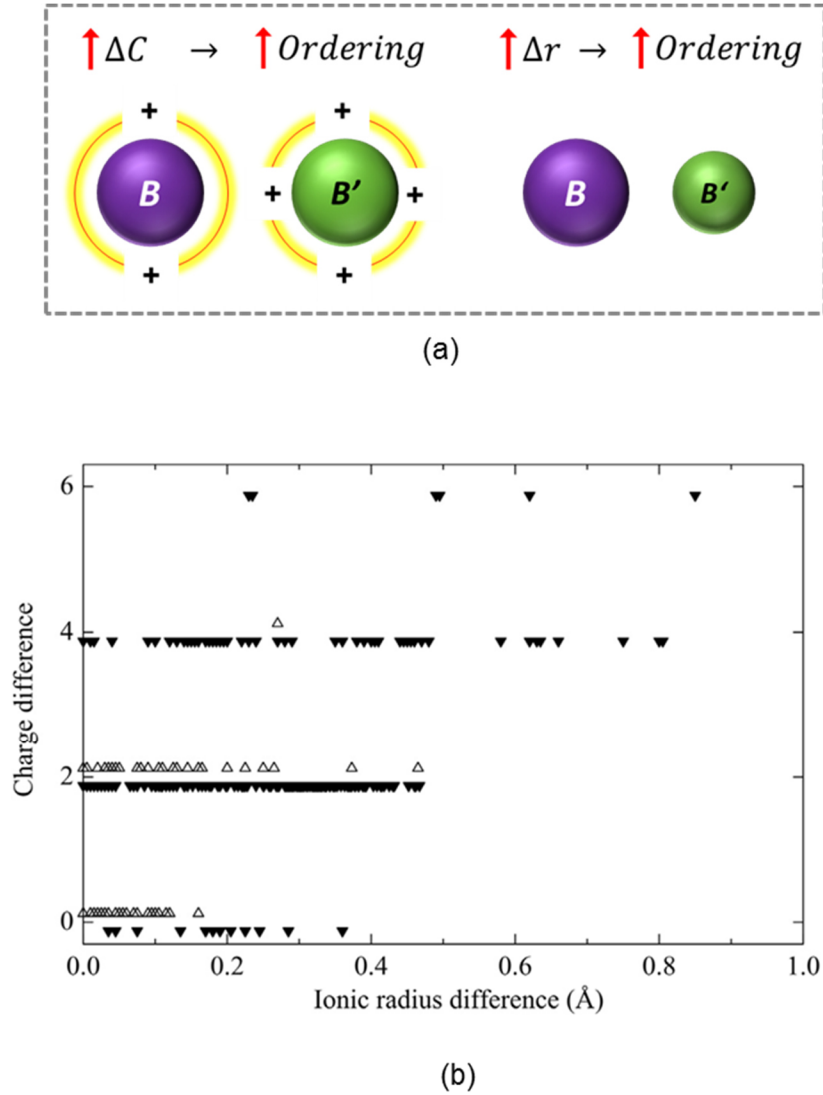 ↑ΔC → ↑Ordering
↑Δr → ↑Ordering
+ +
B B' B B'
+ +
+ +
(a)
6
4
2
0
Charge difference
0.0 0.2 0.4 0.6 0.8 1.0
Ionic radius difference (Å)
(b)